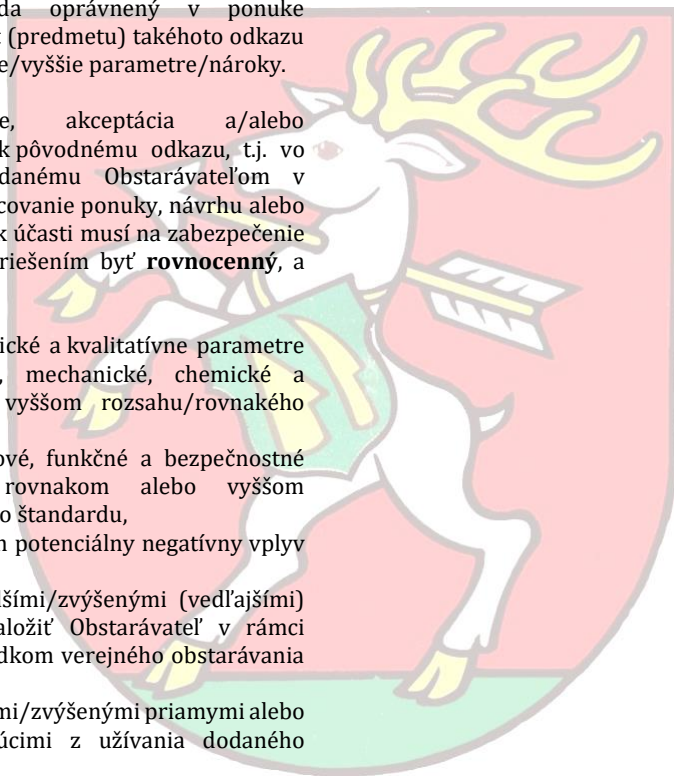 oprávnený v ponuke
(predmetu) takéhoto odkazu
e/vyššie parametre/nároky.
akceptácia a/alebo
k pôvodnému odkazu, t.j. vo
Obstarávateľom v
covanie ponuky, návrhu alebo
k účasti musí na zabezpečenie
riešením byť rovnocenný, a
ické a kvalitatívne parametre
, mechanické, chemické a
vyššom rozsahu/rovnakého
ové, funkčné a bezpečnostné
rovnakom alebo vyššom
o štandardu,
potenciálny negatívny vplyv
lšími/zvýšenými (vedľajšími)
aložiť Obstarávateľ v rámci
dkom verejného obstarávania
mi/zvýšenými priamymi alebo
úcimi z užívania dodaného